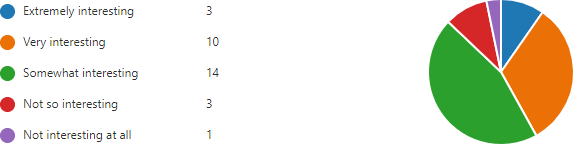 Extremely interesting 3
Very interesting 10
Somewhat interesting 14
Not so interesting 3
Not interesting at all 1